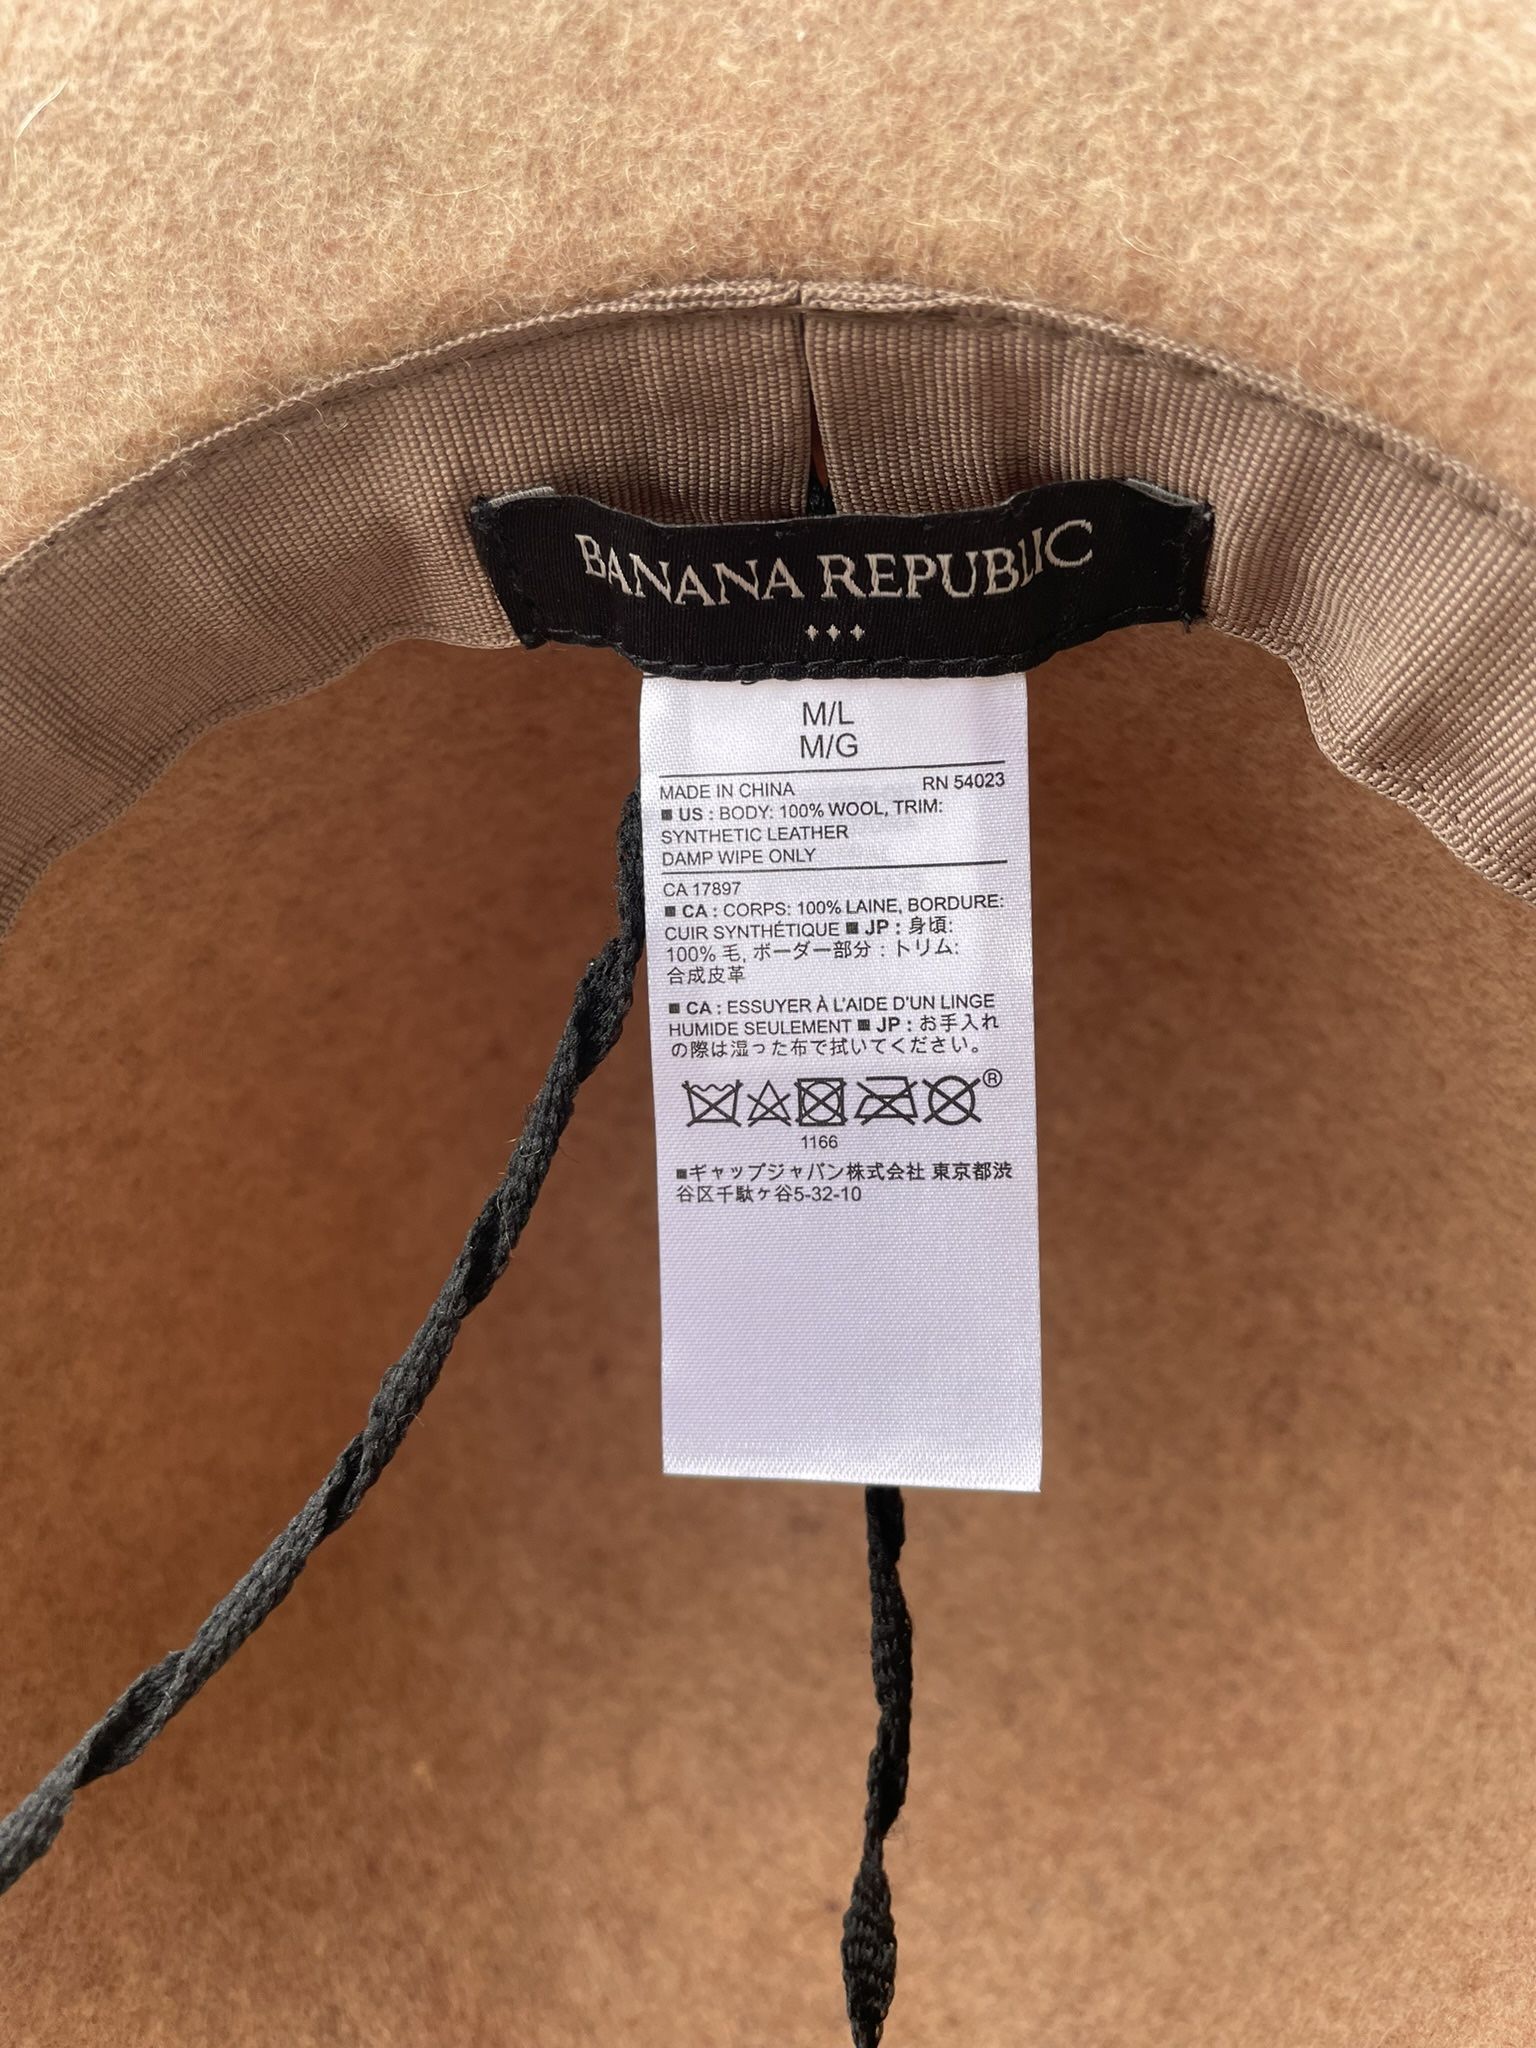 BANANA REPUBLIC
M/L
M/G
MADE IN CHINA RN 54023
■ US : BODY: 100% WOOL, TRIM:
SYNTHETIC LEATHER
DAMP WIPE ONLY
CA 17897
■ CA : CORPS: 100% LAINE, BORDURE:
CUIR SYNTHÉTIQUE ■ JP : 身頃:
100% 毛, ボーダー部分 : トリム:
合成皮革
■ CA : ESSUYER À L'AIDE D'UN LINGE
HUMIDE SEULEMENT ■ JP : お手入れ
の際は湿った布で拭いてください。
®
1166
■ギャップジャパン株式会社 東京都渋
谷区千駄ヶ谷5-32-10